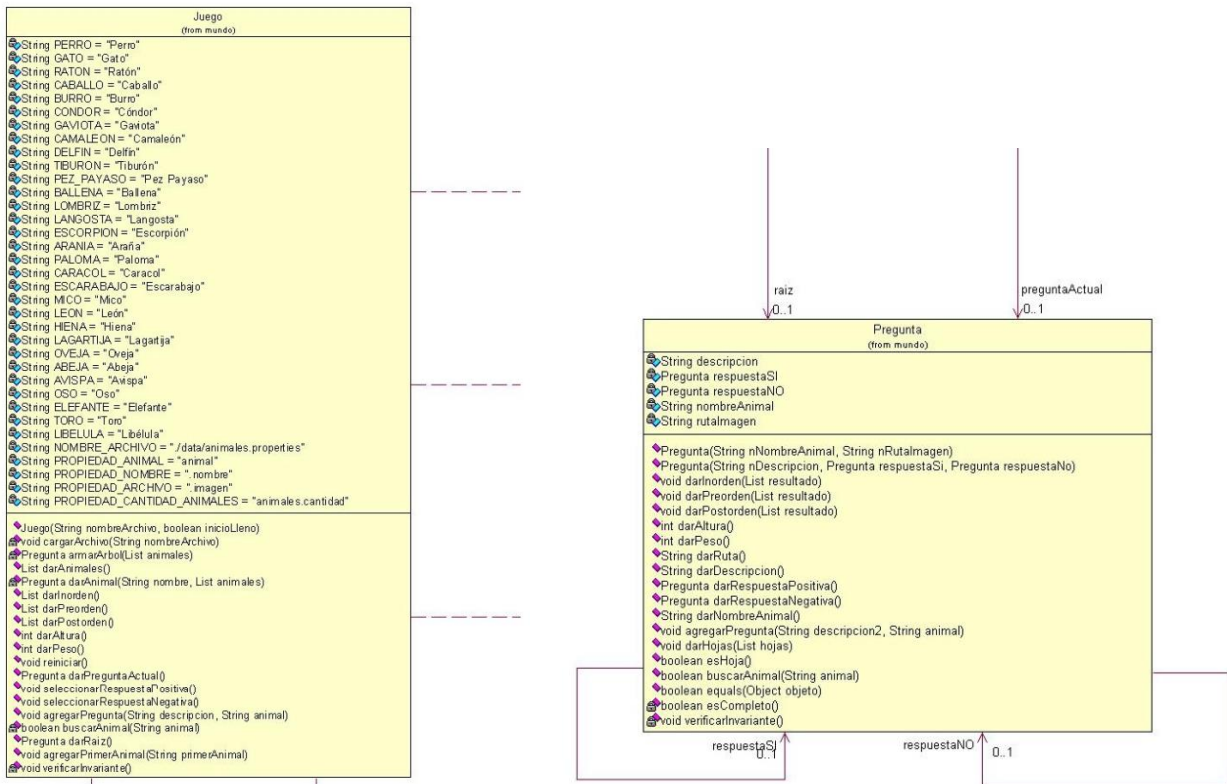 Juego
(from mundo)
String PERRO = "Perro"
String GATO = "Gato"
String RATON = "Ratón"
String CABALLO = "Caballo"
String BURRO = "Burro"
String CONDOR = "Cóndor"
String GAVIOTA = "Gaviota"
String CAMALEON = "Camaleón"
String DELFIN = "Delfín"
String TIBURON = "Tiburón"
String PEZ_PAYASO = "Pez Payaso"
String BALLENA = "Ballena"
String LOMBRIZ = "Lombriz"
String LANGOSTA = "Langosta"
String ESCORPION = "Escorpión"
String ARANIA = "Araña"
String PALOMA = "Paloma"
String CARACOL = "Caracol"
String ESCARABAJO = "Escarabajo"
String MICO = "Mico"
String LEON = "León"
String HIENA = "Hiena"
String LAGARTIJA = "Lagartija"
String OVEJA = "Oveja"
String ABEJA = "Abeja"
String AVISPA = "Avispa"
String OSO = "Oso"
String ELEFANTE = "Elefante"
String TORO = "Toro"
String LIBELULA = "Libélula"
String NOMBRE_ARCHIVO = "./data/animales.properties"
String PROPIEDAD_ANIMAL = "animal"
String PROPIEDAD_NOMBRE = ".nombre"
String PROPIEDAD_ARCHIVO = ".imagen"
String PROPIEDAD_CANTIDAD_ANIMALES = "animales.cantidad"
Juego(String nombreArchivo, boolean inicioLleno)
void cargarArchivo(String nombreArchivo)
Pregunta armarArbol(List animales)
List darAnimales()
Pregunta darAnimal(String nombre, List animales)
List darInorden()
List darPreorden()
List darPostorden()
int darAltura()
int darPeso()
void reiniciar()
Pregunta darPreguntaActual()
void seleccionarRespuestaPositiva()
void seleccionarRespuestaNegativa()
void agregarPregunta(String descripcion, String animal)
boolean buscarAnimal(String animal)
Pregunta darRaiz()
void agregarPrimerAnimal(String primerAnimal)
void verificarInvariante()
raiz
0..1
preguntaActual
0..1
Pregunta
(from mundo)
String descripcion
Pregunta respuestaSI
Pregunta respuestaNO
String nombreAnimal
String rutaImagen
Pregunta(String nNombreAnimal, String nRutaImagen)
Pregunta(String nDescripcion, Pregunta respuestaSi, Pregunta respuestaNo)
void darInorden(List resultado)
void darPreorden(List resultado)
void darPostorden(List resultado)
int darAltura()
int darPeso()
String darRuta()
String darDescripcion()
Pregunta darRespuestaPositiva()
Pregunta darRespuestaNegativa()
String darNombreAnimal()
void agregarPregunta(String descripcion2, String animal)
void darHojas(List hojas)
boolean esHoja()
boolean buscarAnimal(String animal)
boolean equals(Object objeto)
boolean esCompleto()
void verificarInvariante()
respuestaSI
0..1
respuestaNO
0..1